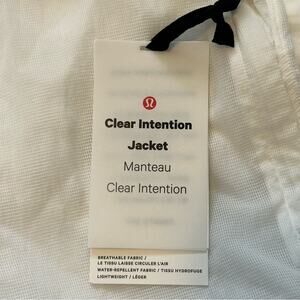 Clear Intention
Jacket
Manteau
Clear Intention
BREATHABLE FABRIC /
LE TISSU LAISSE CIRCULER L'AIR
WATER-REPELLENT FABRIC / TISSU HYDROFUGE
LIGHTWEIGHT / LÉGER